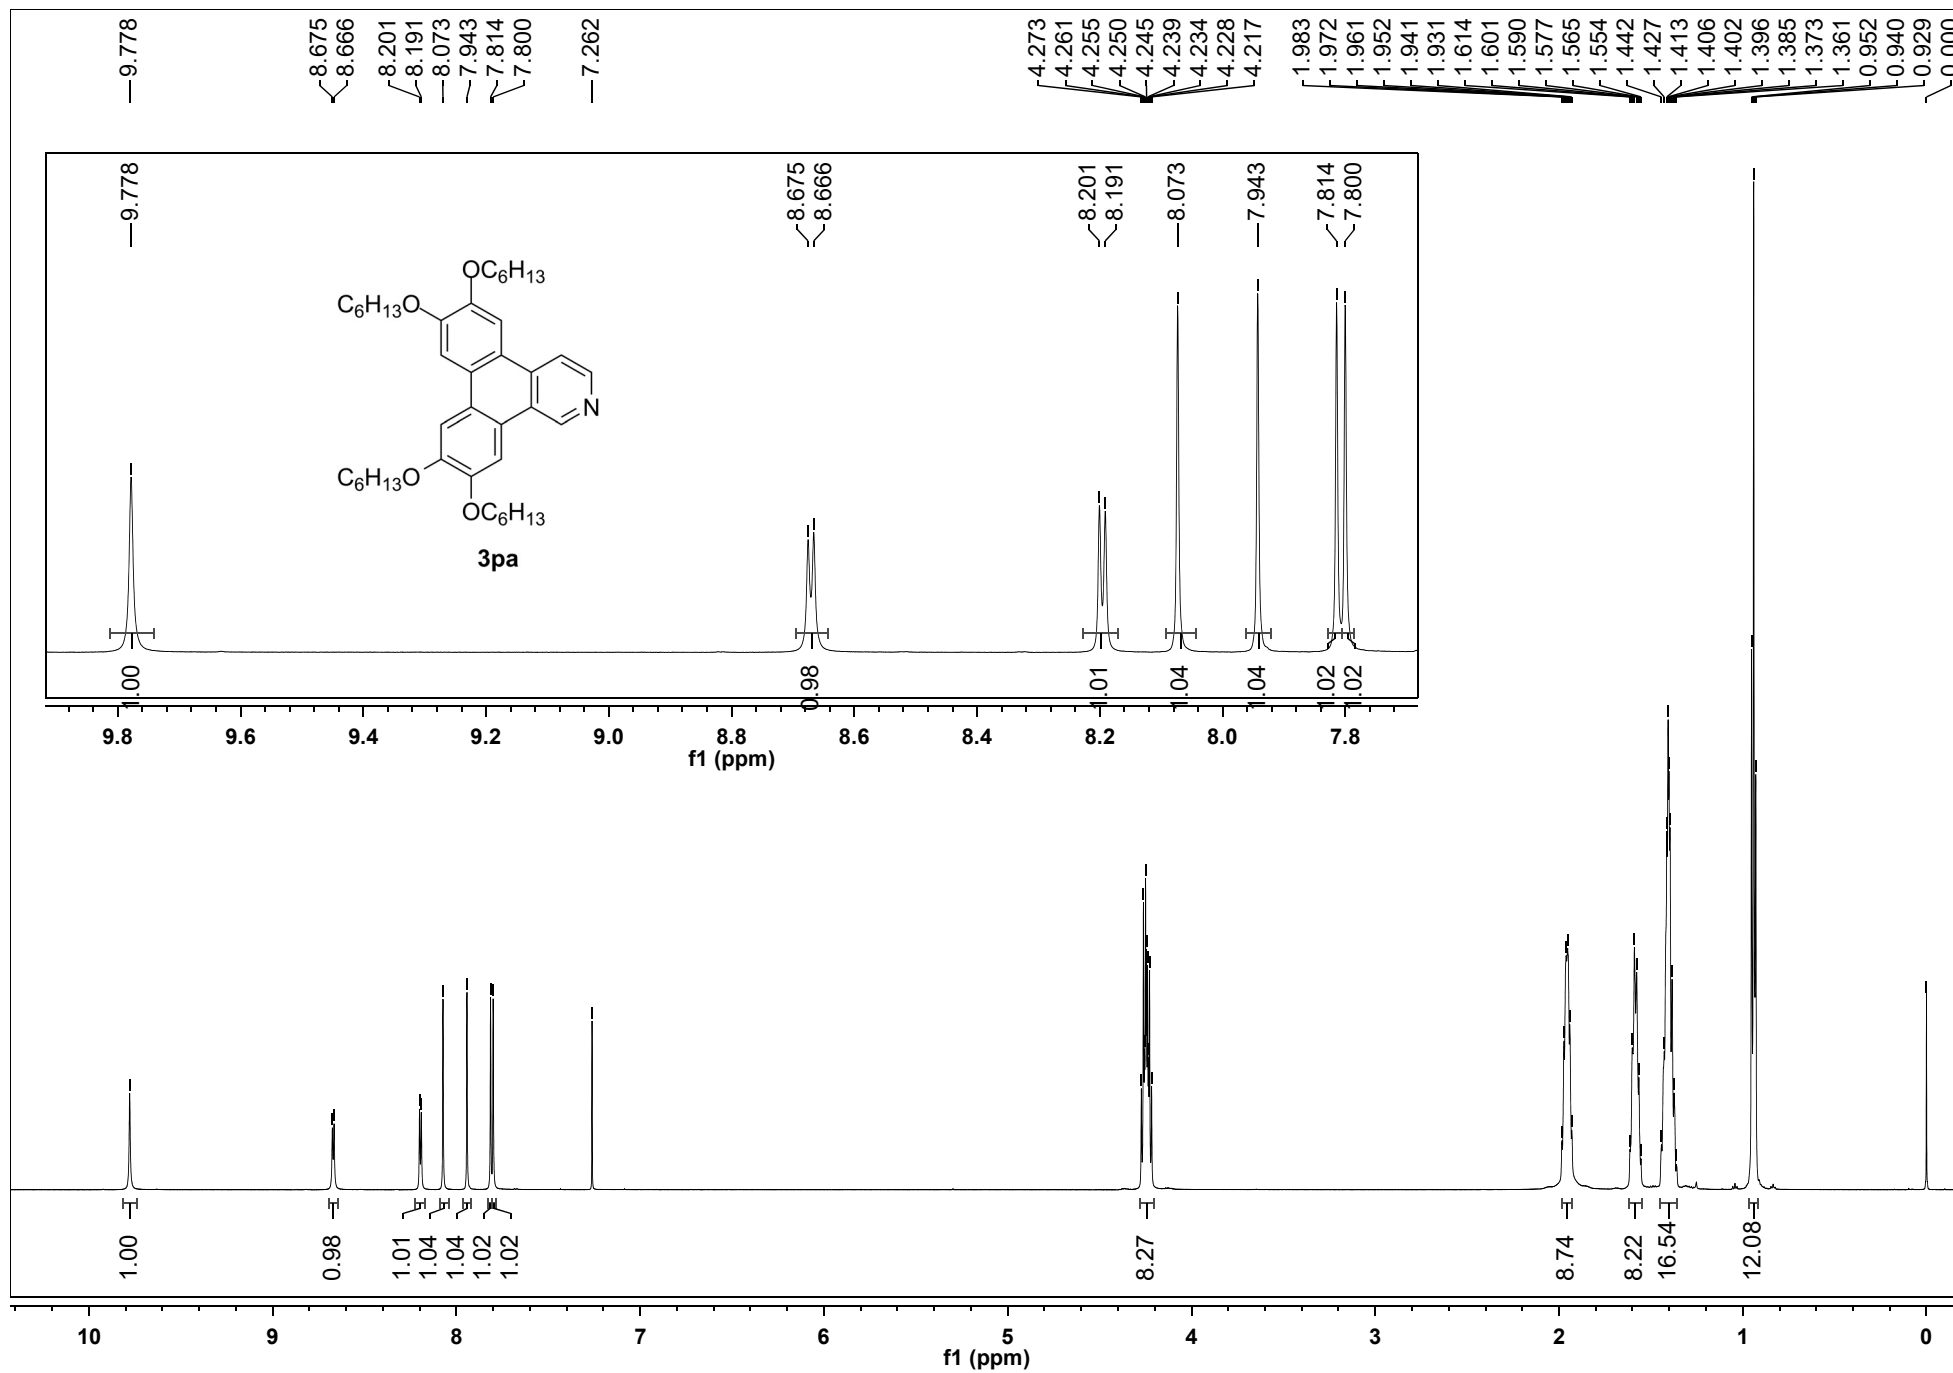 9.778 8.675 8.666 8.201 8.191 8.073 7.943 7.814 7.800 7.262 4.273 4.261 4.255 4.250 4.245 4.239 4.234 4.228 4.217 1.983 1.972 1.961 1.952 1.941 1.931 1.614 1.601 1.590 1.577 1.565 1.554 1.442 1.427 1.413 1.406 1.402 1.396 1.385 1.373 1.361 0.952 0.940 0.929 0.000
9.778 8.675 8.666 8.201 8.191 8.073 7.943 7.814 7.800
OC₆H₁₃
C₆H₁₃O
N
C₆H₁₃O
OC₆H₁₃
3pa
1.00 0.98 1.01 1.04 1.04 1.02 1.02
9.8 9.6 9.4 9.2 9.0 8.8 8.6 8.4 8.2 8.0 7.8
f1 (ppm)
1.00 0.98 1.01 1.04 1.04 1.02 1.02 8.27 8.74 8.22 16.54 12.08
10 9 8 7 6 5 4 3 2 1 0
f1 (ppm)